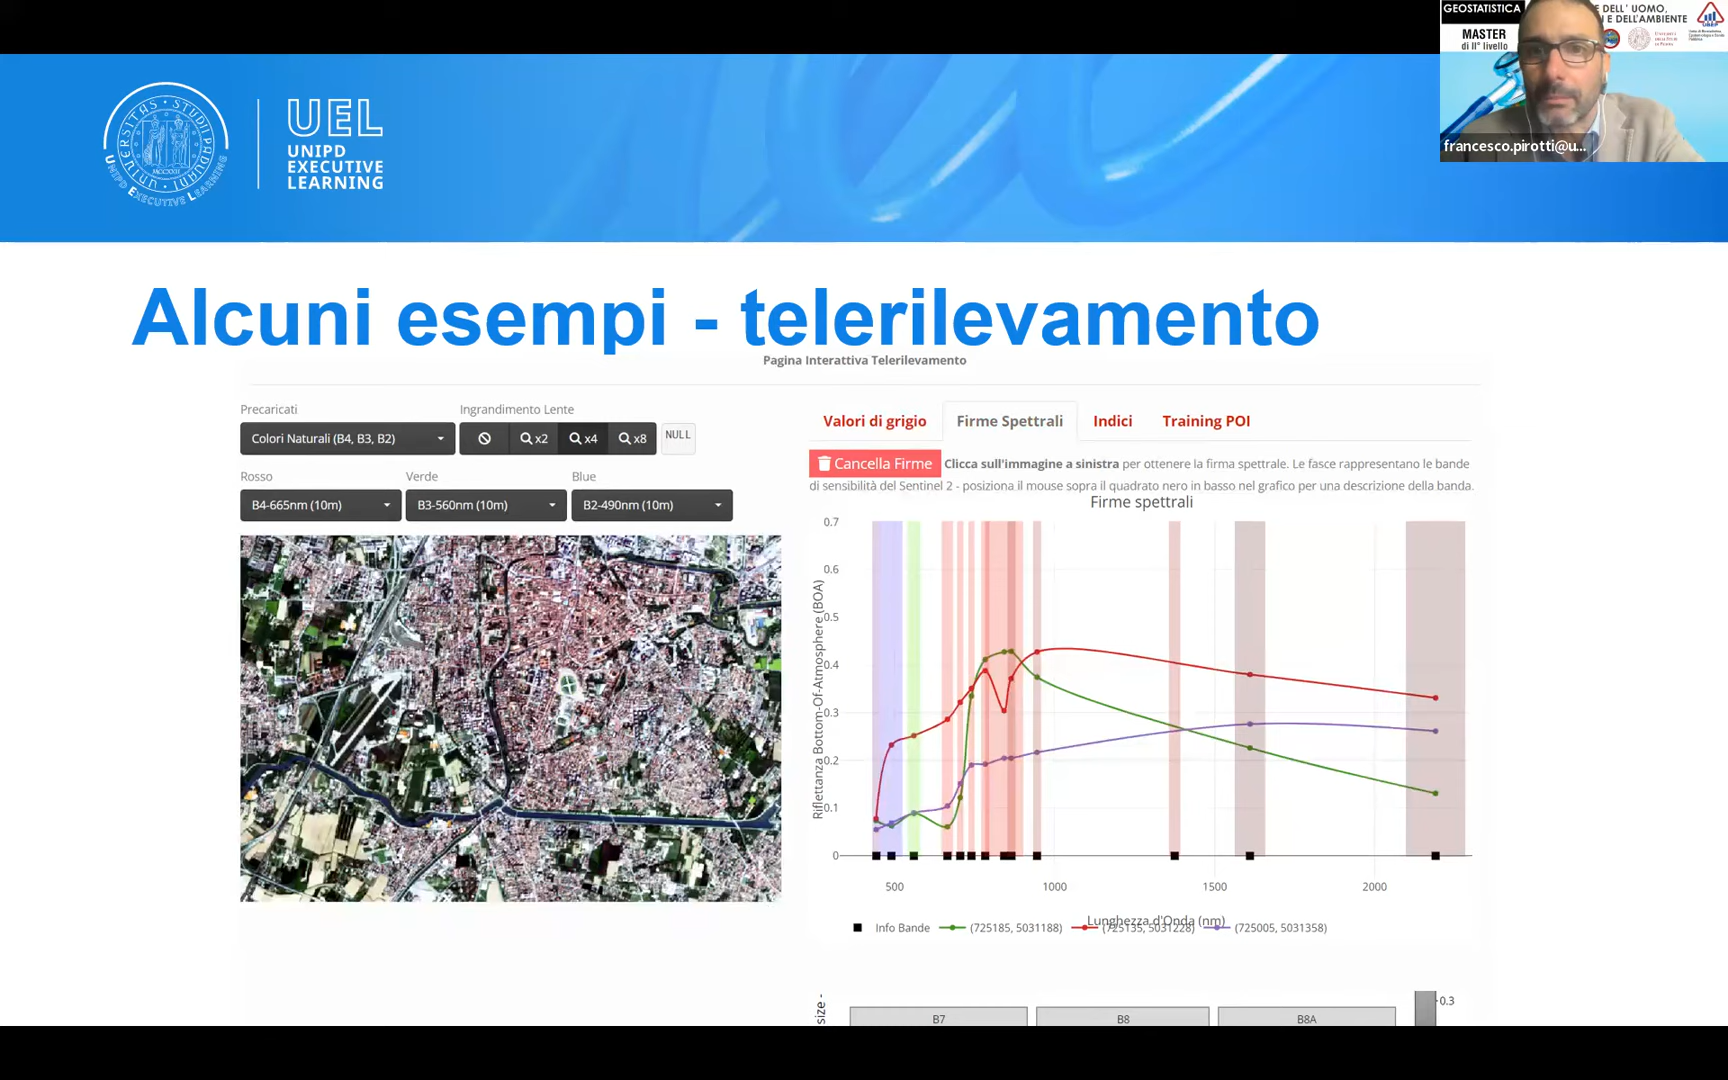 GEOSTATISTICA
E DELL' UOMO,
I E DELL'AMBIENTE
MASTER
di II° livello
francesco.pirotti@u...
UNIVERSITAS STUDII PADUANI
MCCXXII
UNIPD EXECUTIVE LEARNING
UEL
UNIPD
EXECUTIVE
LEARNING
Alcuni esempi - telerilevamento
Pagina Interattiva Telerilevamento
Precaricati
Ingrandimento Lente
Colori Naturali (B4, B3, B2)
x2
x4
x8
NULL
Rosso
Verde
Blue
B4-665nm (10m)
B3-560nm (10m)
B2-490nm (10m)
Valori di grigio
Firme Spettrali
Indici
Training POI
Cancella Firme Clicca sull'immagine a sinistra per ottenere la firma spettrale. Le fasce rappresentano le bande
di sensibilità del Sentinel 2 - posiziona il mouse sopra il quadrato nero in basso nel grafico per una descrizione della banda.
Firme spettrali
Riflettanza Bottom-Of-Atmosphere (BOA)
0.7
0.6
0.5
0.4
0.3
0.2
0.1
0
500
1000
1500
2000
Lunghezza d'Onda (nm)
Info Bande
(725185, 5031188)
(725135, 5031228)
(725005, 5031358)
size -
B7
B8
B8A
0.3